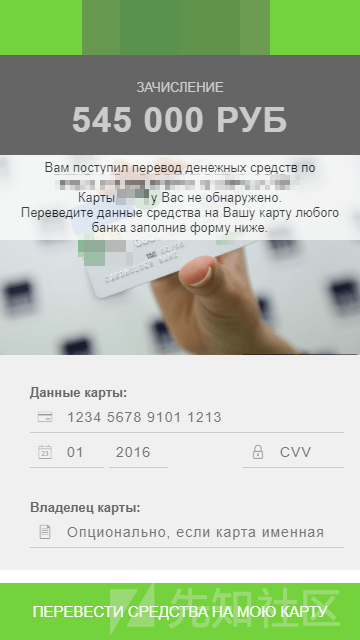 ЗАЧИСЛЕНИЕ
545 000 РУБ
Вам поступил перевод денежных средств по
Карты у Вас не обнаружено.
Переведите данные средства на Вашу карту любого
банка заполнив форму ниже.
Данные карты:
1234 5678 9101 1213
01 2016 CVV
Владелец карты:
Опционально, если карта именная
先知社区
ПЕРЕВЕСТИ СРЕДСТВА НА МОЮ КАРТУ